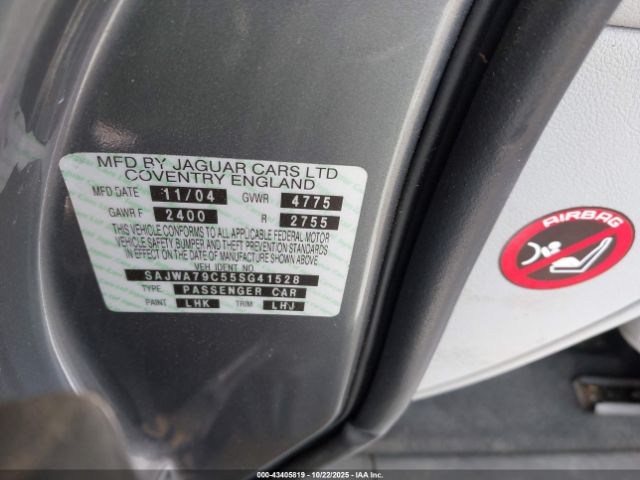 MFD BY JAGUAR CARS LTD
COVENTRY ENGLAND
MFD DATE 11/04 GVWR 4775
GAWR F 2400 R 2755
THIS VEHICLE CONFORMS TO ALL APPLICABLE FEDERAL MOTOR
VEHICLE SAFETY, BUMPER AND THEFT PREVENTION STANDARDS
IN EFFECT ON THE DATE OF MANUFACTURE SHOWN ABOVE.
VEH. IDENT NO.
SAJWA79C55SG41528
TYPE: PASSENGER CAR
PAINT LHK TRIM LHJ
AIRBAG
000-43405819 | 10/22/2025 | Copart/IAA